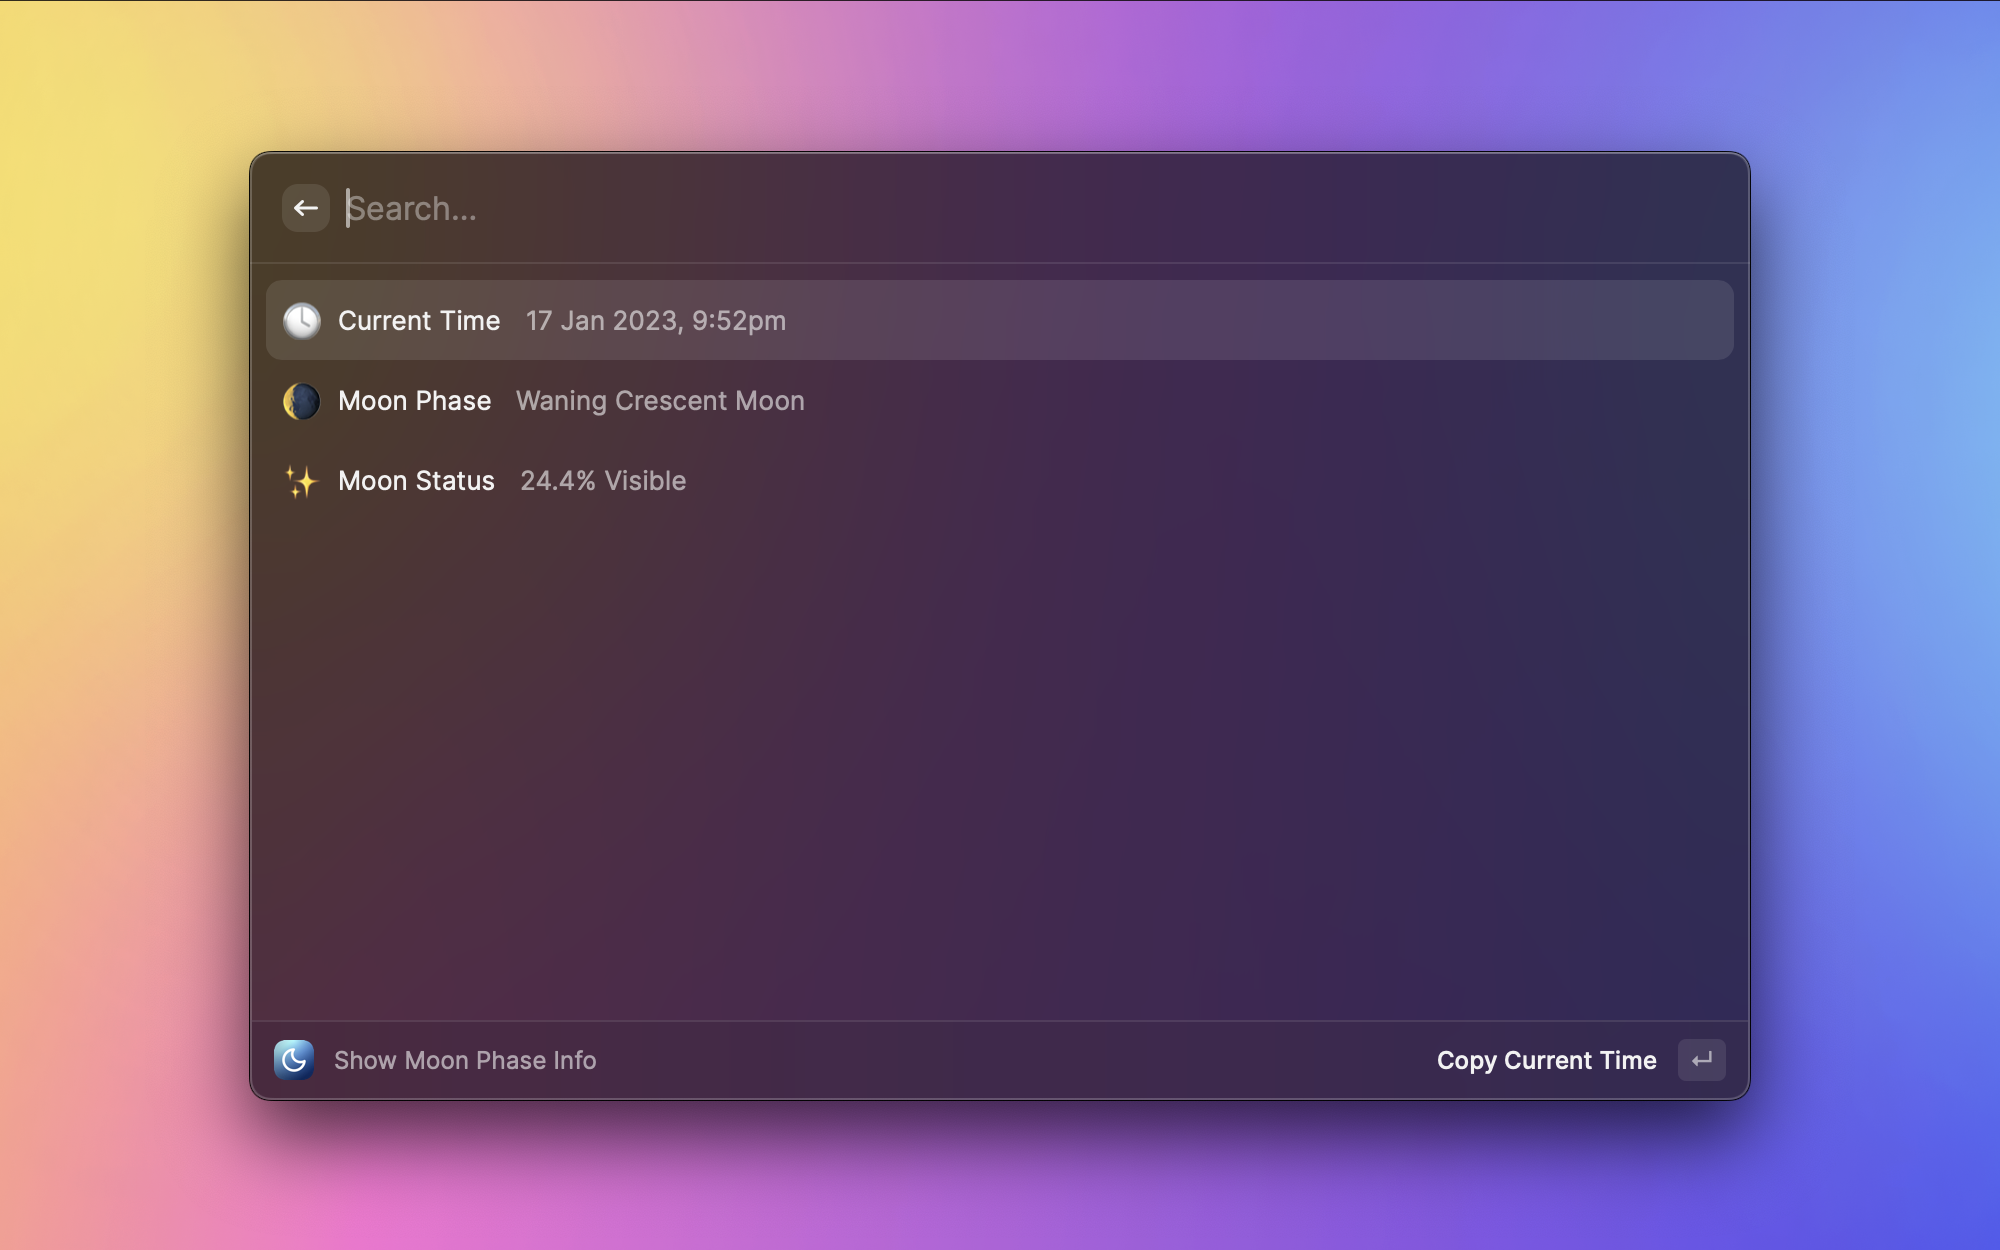 Search...
Current Time 17 Jan 2023, 9:52pm
Moon Phase Waning Crescent Moon
Moon Status 24.4% Visible
Show Moon Phase Info Copy Current Time